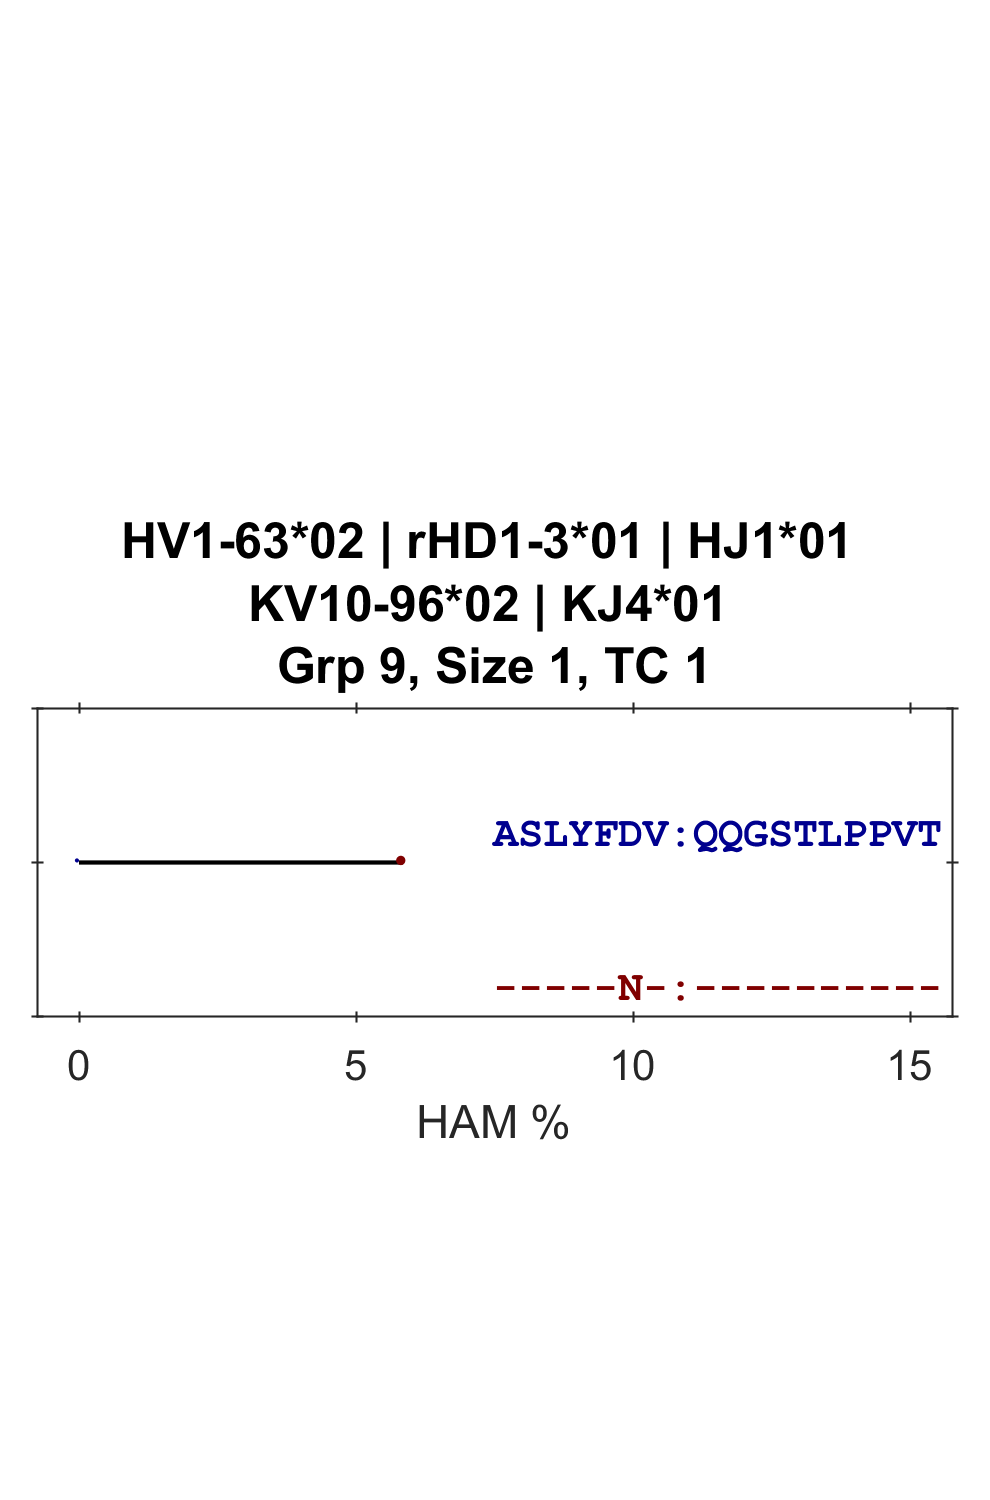 HV1-63*02 | rHD1-3*01 | HJ1*01
KV10-96*02 | KJ4*01
Grp 9, Size 1, TC 1
ASLYFDV:QQGSTLPPVT
-----N-:----------
0 5 10 15
HAM %